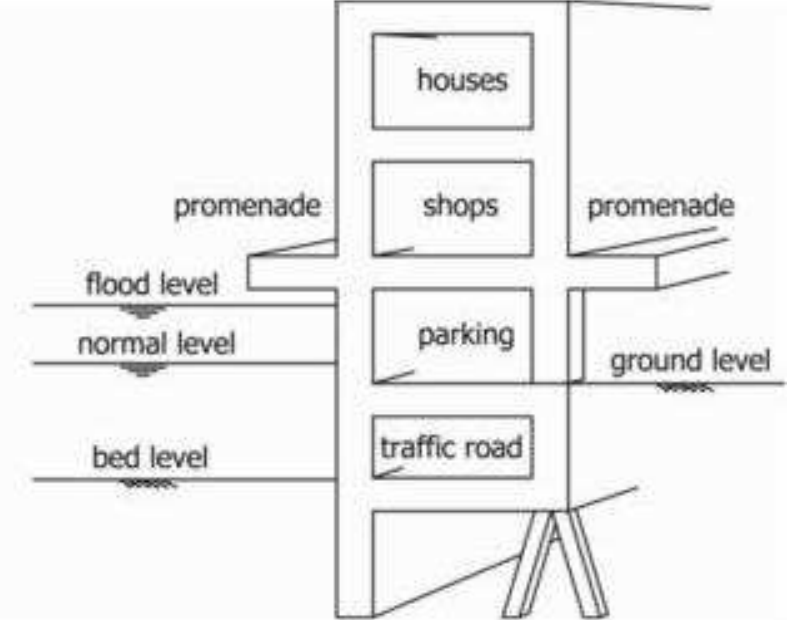 houses
promenade
shops
promenade
flood level
normal level
parking
ground level
bed level
traffic road